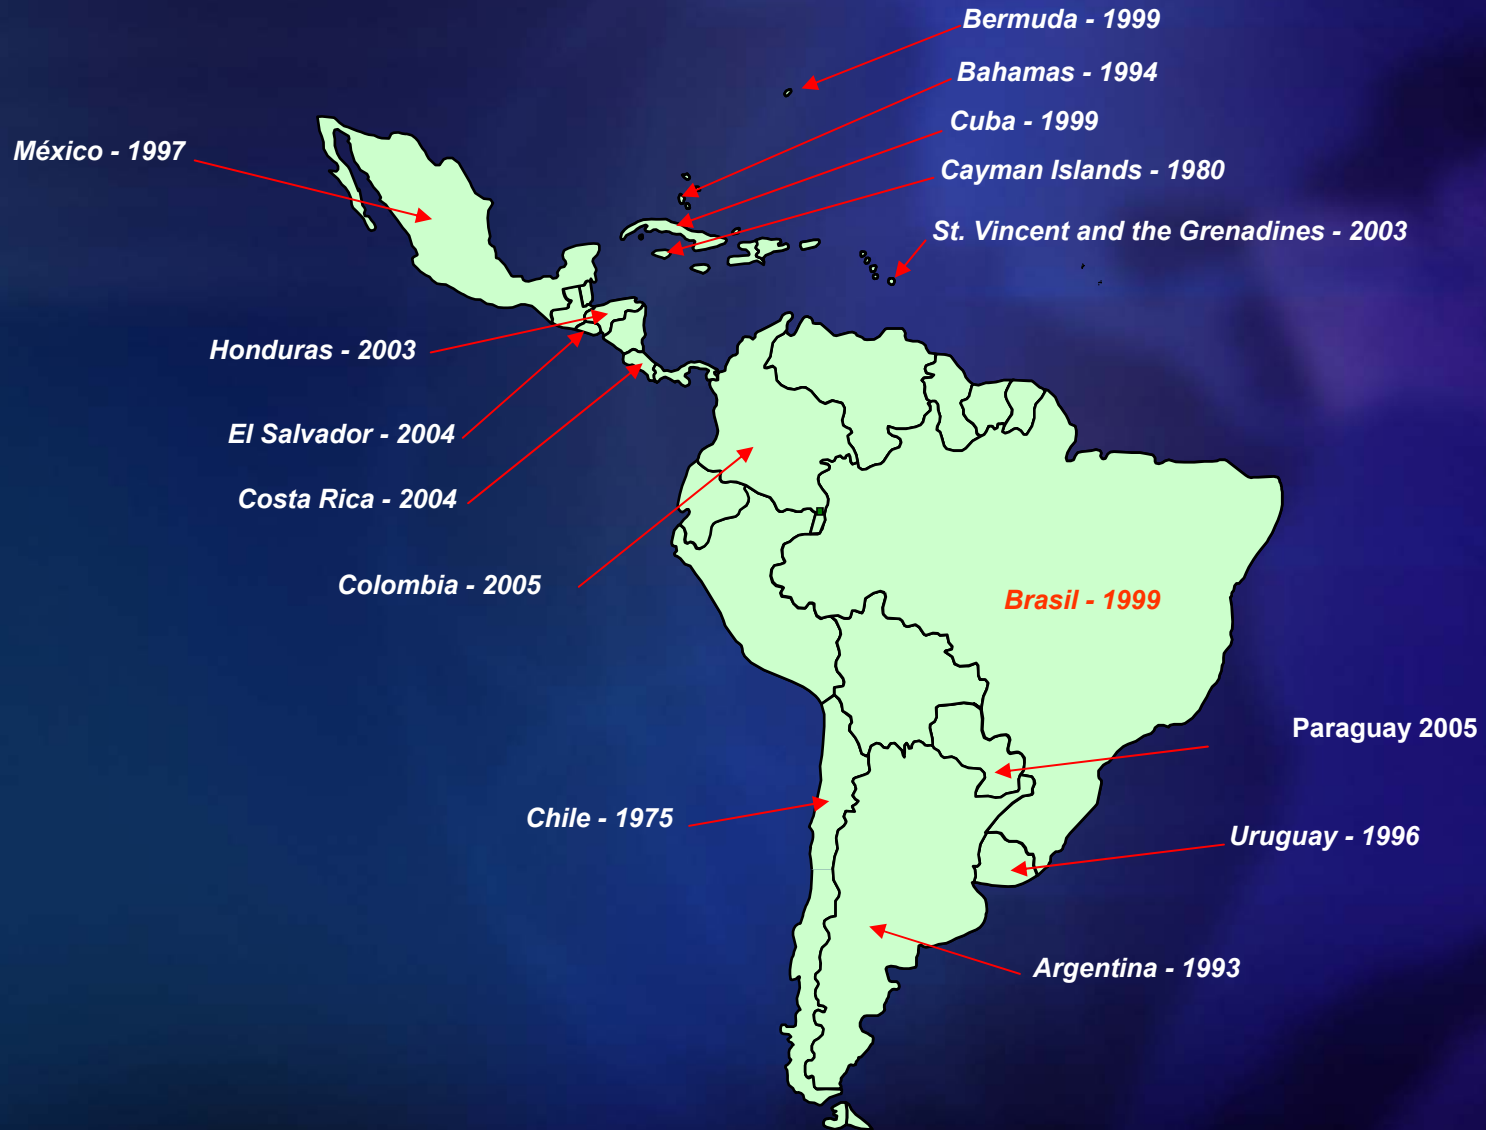 Bermuda - 1999
Bahamas - 1994
Cuba - 1999
México - 1997
Cayman Islands - 1980
St. Vincent and the Grenadines - 2003
Honduras - 2003
El Salvador - 2004
Costa Rica - 2004
Colombia - 2005
Brasil - 1999
Paraguay 2005
Chile - 1975
Uruguay - 1996
Argentina - 1993